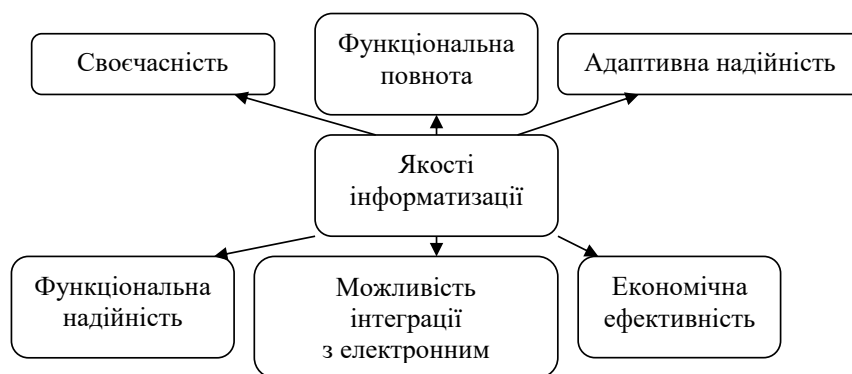 Своєчасність
Функціональна
повнота
Адаптивна надійність
Якості
інформатизації
Функціональна
надійність
Можливість
інтеграції
з електронним
Економічна
ефективність